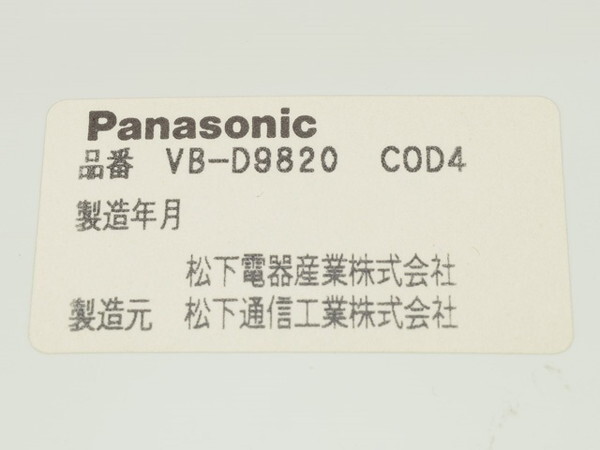 Panasonic
品番 VB-D9820 COD4
製造年月
松下電器産業株式会社
製造元 松下通信工業株式会社